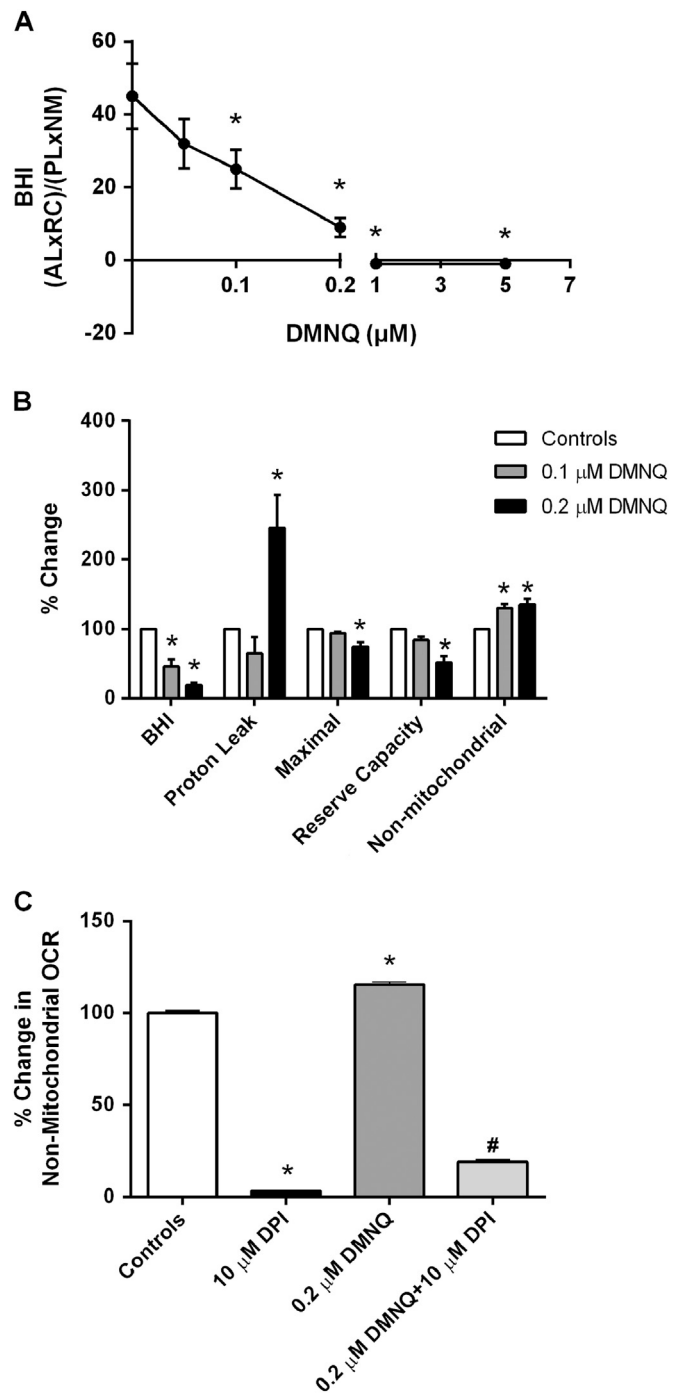 A
BHI
(ALxRC)/(PLxNM)
60
40
20
0
-20
*
*
*
*
0.1
0.2
1
3
5
7
DMNQ (µM)
B
% Change
400
300
200
100
0
Controls
0.1 µM DMNQ
0.2 µM DMNQ
*
*
*
*
*
*
*
BHI
Proton Leak
Maximal
Reserve Capacity
Non-mitochondrial
C
% Change in
Non-Mitochondrial OCR
150
100
50
0
*
*
#
Controls
10 µM DPI
0.2 µM DMNQ
0.2 µM DMNQ+10 µM DPI